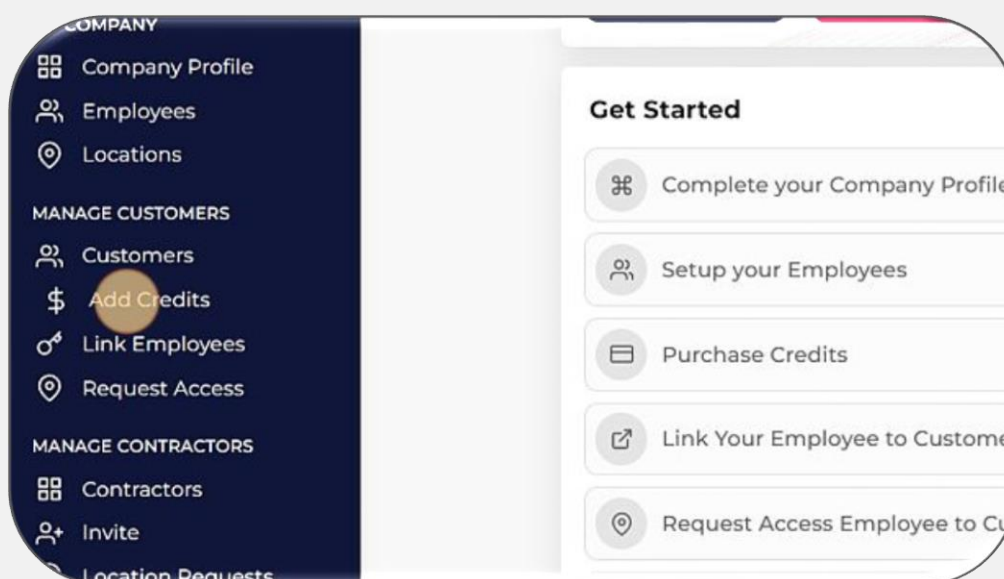 COMPANY
Company Profile
Employees
Locations
MANAGE CUSTOMERS
Customers
Add Credits
Link Employees
Request Access
MANAGE CONTRACTORS
Contractors
Invite
Location Requests
Get Started
Complete your Company Profile
Setup your Employees
Purchase Credits
Link Your Employee to Custome
Request Access Employee to Cu